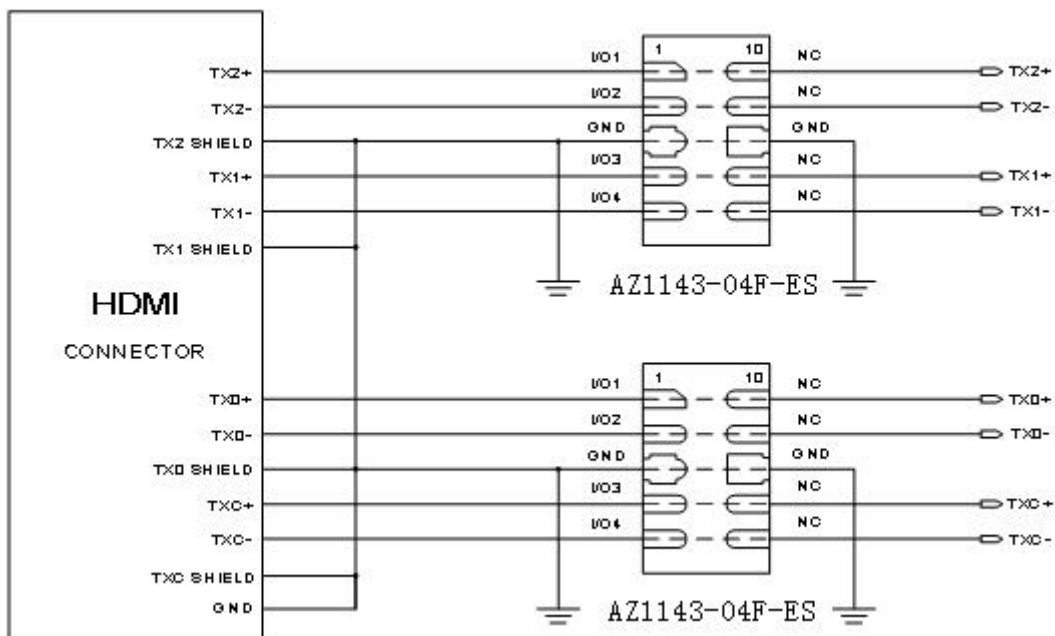 I/O1 1 10 NC
TX2+ TX2+
I/O2 NC
TX2- TX2-
GND GND
TX2 SHIELD
I/O3 NC
TX1+ TX1+
I/O4 NC
TX1- TX1-
TX1 SHIELD
AZ1143-04F-ES
HDMI
CONNECTOR
I/O1 1 10 NC
TX0+ TX0+
I/O2 NC
TX0- TX0-
GND GND
TX0 SHIELD
I/O3 NC
TXC+ TXC+
I/O4 NC
TXC- TXC-
TXC SHIELD
GND
AZ1143-04F-ES